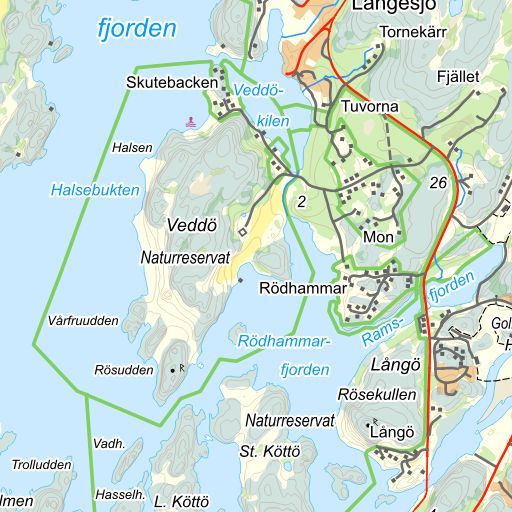 Långesjö
fjorden
Tornekärr
Skutebacken
Fjället
Veddö-
kilen
Tuvorna
Halsen
Halsebukten
26
2
Veddö
Naturreservat
Mon
Rödhammar
fjorden
Rams-
Vårfruudden
Rödhammar-
fjorden
Långö
Rösudden
R
Rösekullen
R
Naturreservat
Långö
Vadh.
St. Köttö
Trolludden
Hasselh.
L. Köttö
4